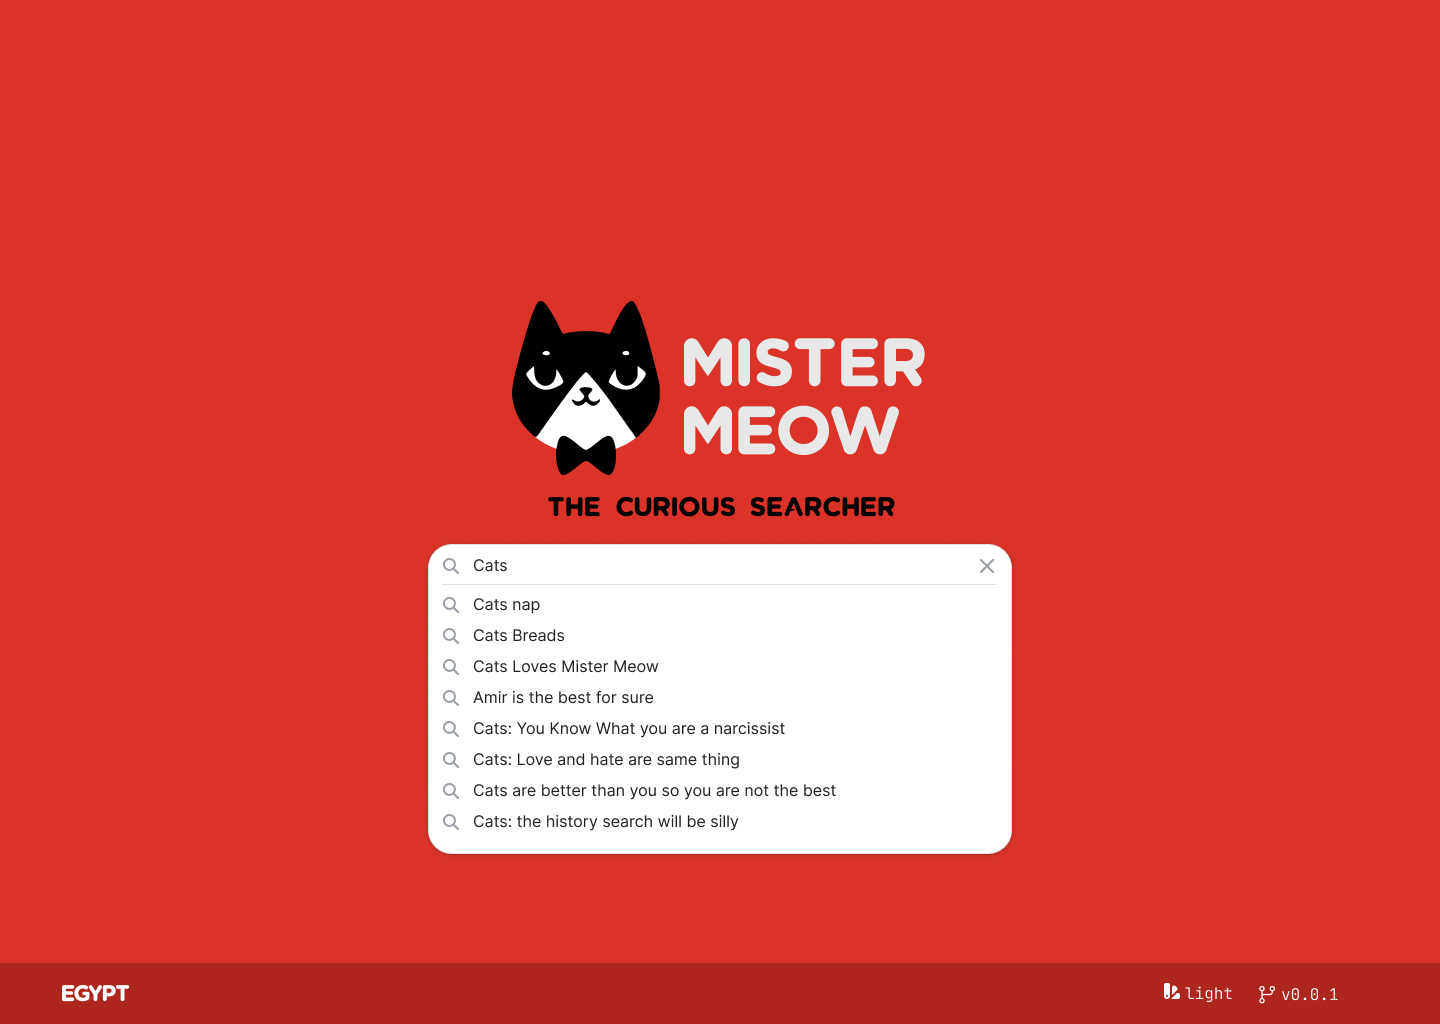 MISTER
MEOW
THE CURIOUS SEARCHER
Cats
Cats nap
Cats Breads
Cats Loves Mister Meow
Amir is the best for sure
Cats: You Know What you are a narcissist
Cats: Love and hate are same thing
Cats are better than you so you are not the best
Cats: the history search will be silly
EGYPT
light
v0.0.1